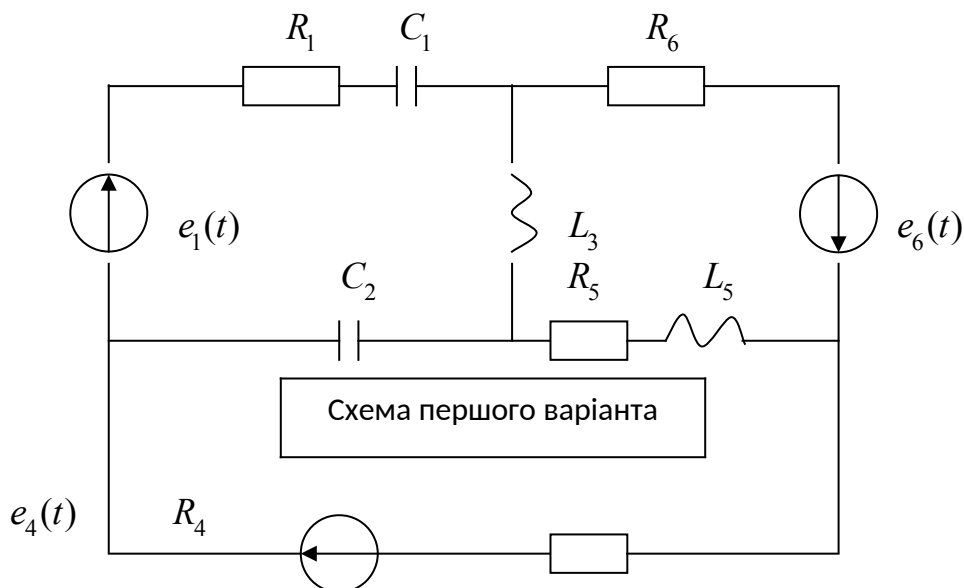 R1 C1 R6
e1(t) L3 e6(t)
C2 R5 L5
Схема першого варіанта
e4(t) R4